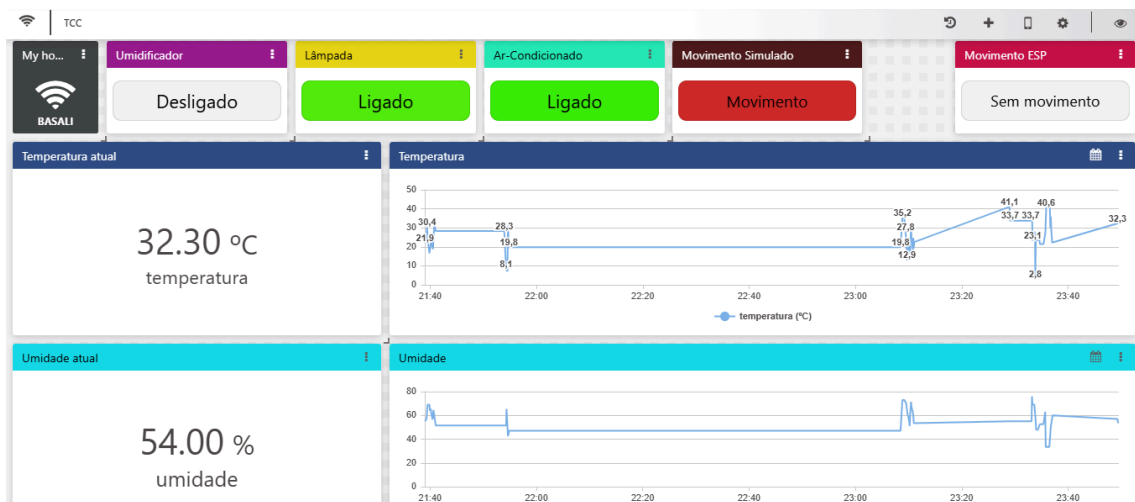 TCC
My ho...
Umidificador
Lâmpada
Ar-Condicionado
Movimento Simulado
Movimento ESP
BASALI
Desligado
Ligado
Ligado
Movimento
Sem movimento
Temperatura atual
Temperatura
32.30 ºC
temperatura
50
40
30
20
10
0
30,4
21,9
28,3
19,8
8,1
35,2
27,8
19,8
12,9
41,1
33,7
33,7
40,6
23,1
2,8
32,3
21:40
22:00
22:20
22:40
23:00
23:20
23:40
temperatura (ºC)
Umidade atual
Umidade
54.00 %
umidade
80
60
40
20
0
21:40
22:00
22:20
22:40
23:00
23:20
23:40